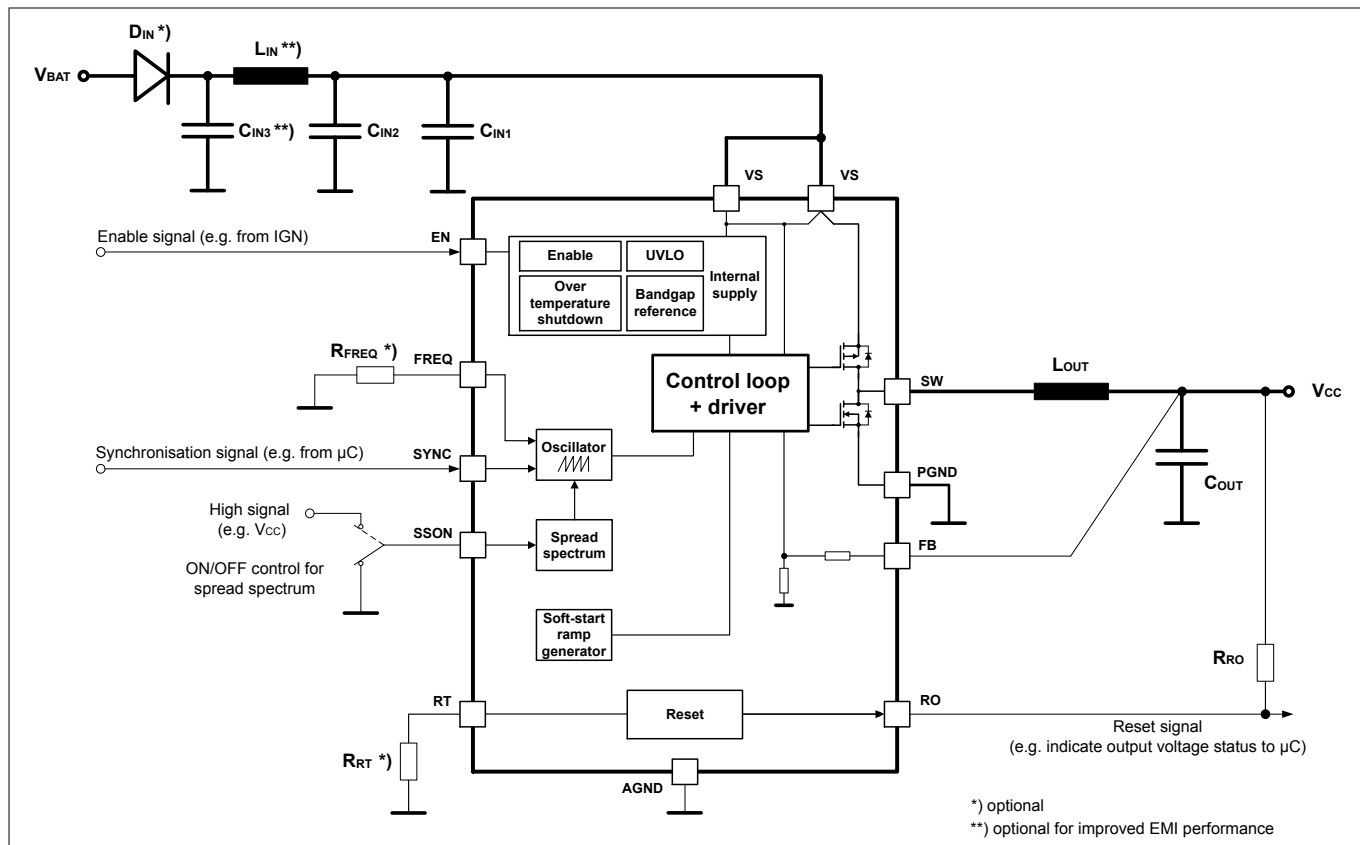 DIN *)
LIN **)
VBAT
CIN3 **)
CIN2
CIN1
VS
VS
Enable signal (e.g. from IGN)
EN
Enable
UVLO
Internal
supply
Over
temperature
shutdown
Bandgap
reference
RFREQ *)
FREQ
Control loop
+ driver
SW
LOUT
VCC
Synchronisation signal (e.g. from µC)
SYNC
Oscillator
PGND
COUT
High signal
(e.g. VCC)
SSON
Spread
spectrum
FB
ON/OFF control for
spread spectrum
Soft-start
ramp
generator
RRO
RT
Reset
RO
Reset signal
(e.g. indicate output voltage status to µC)
RRT *)
AGND
*) optional
**) optional for improved EMI performance